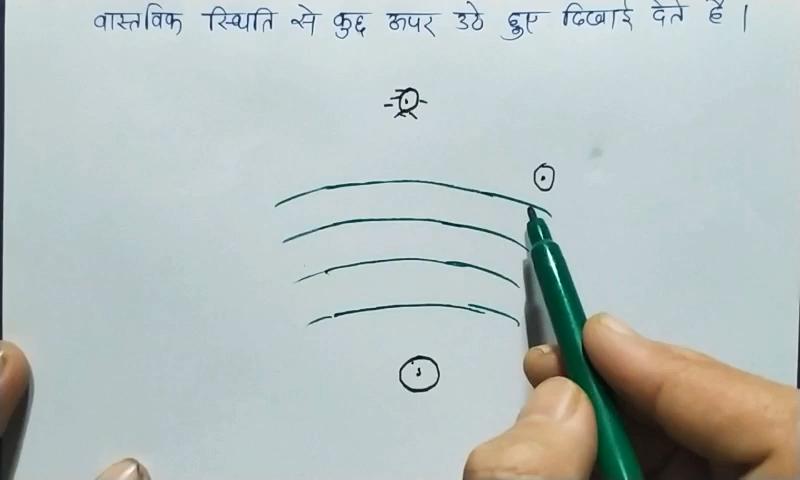 वास्तविक स्थिति से कुछ ऊपर उठे हुए दिखाई देते है।